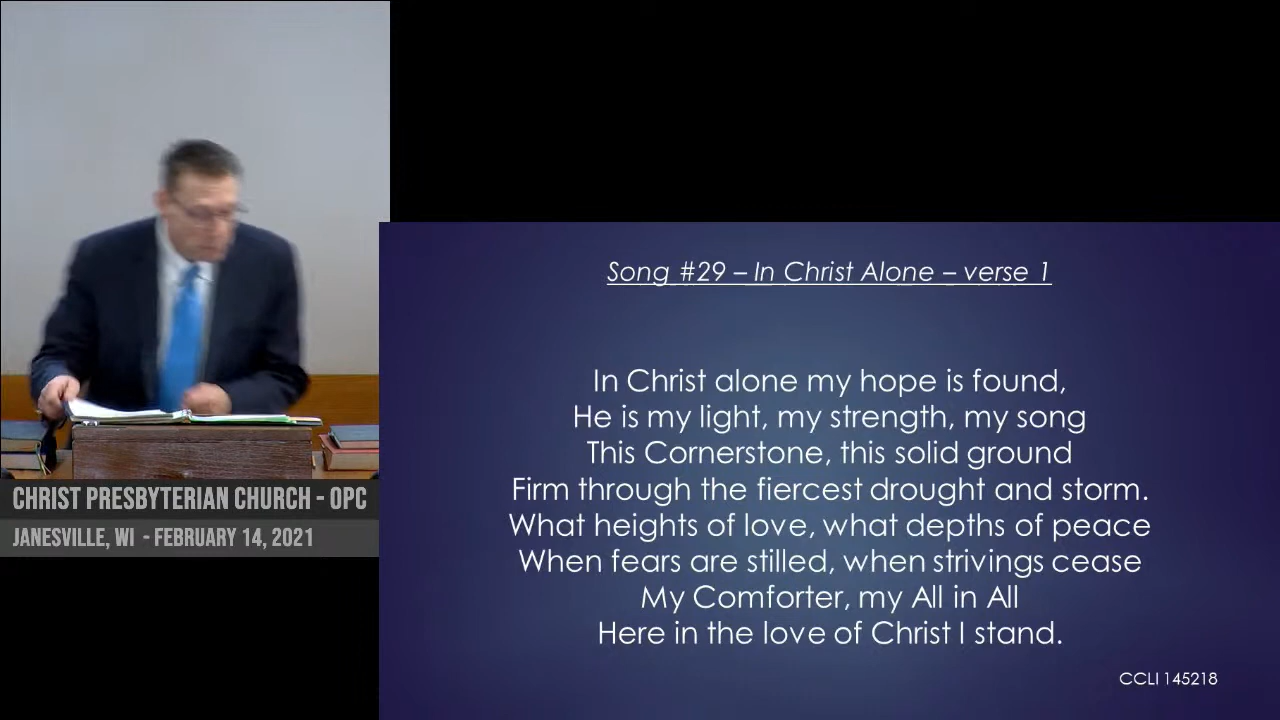 Song #29 – In Christ Alone – verse 1
In Christ alone my hope is found,
He is my light, my strength, my song
This Cornerstone, this solid ground
Firm through the fiercest drought and storm.
What heights of love, what depths of peace
When fears are stilled, when strivings cease
My Comforter, my All in All
Here in the love of Christ I stand.
CCLI 145218
CHRIST PRESBYTERIAN CHURCH - OPC
JANESVILLE, WI - FEBRUARY 14, 2021